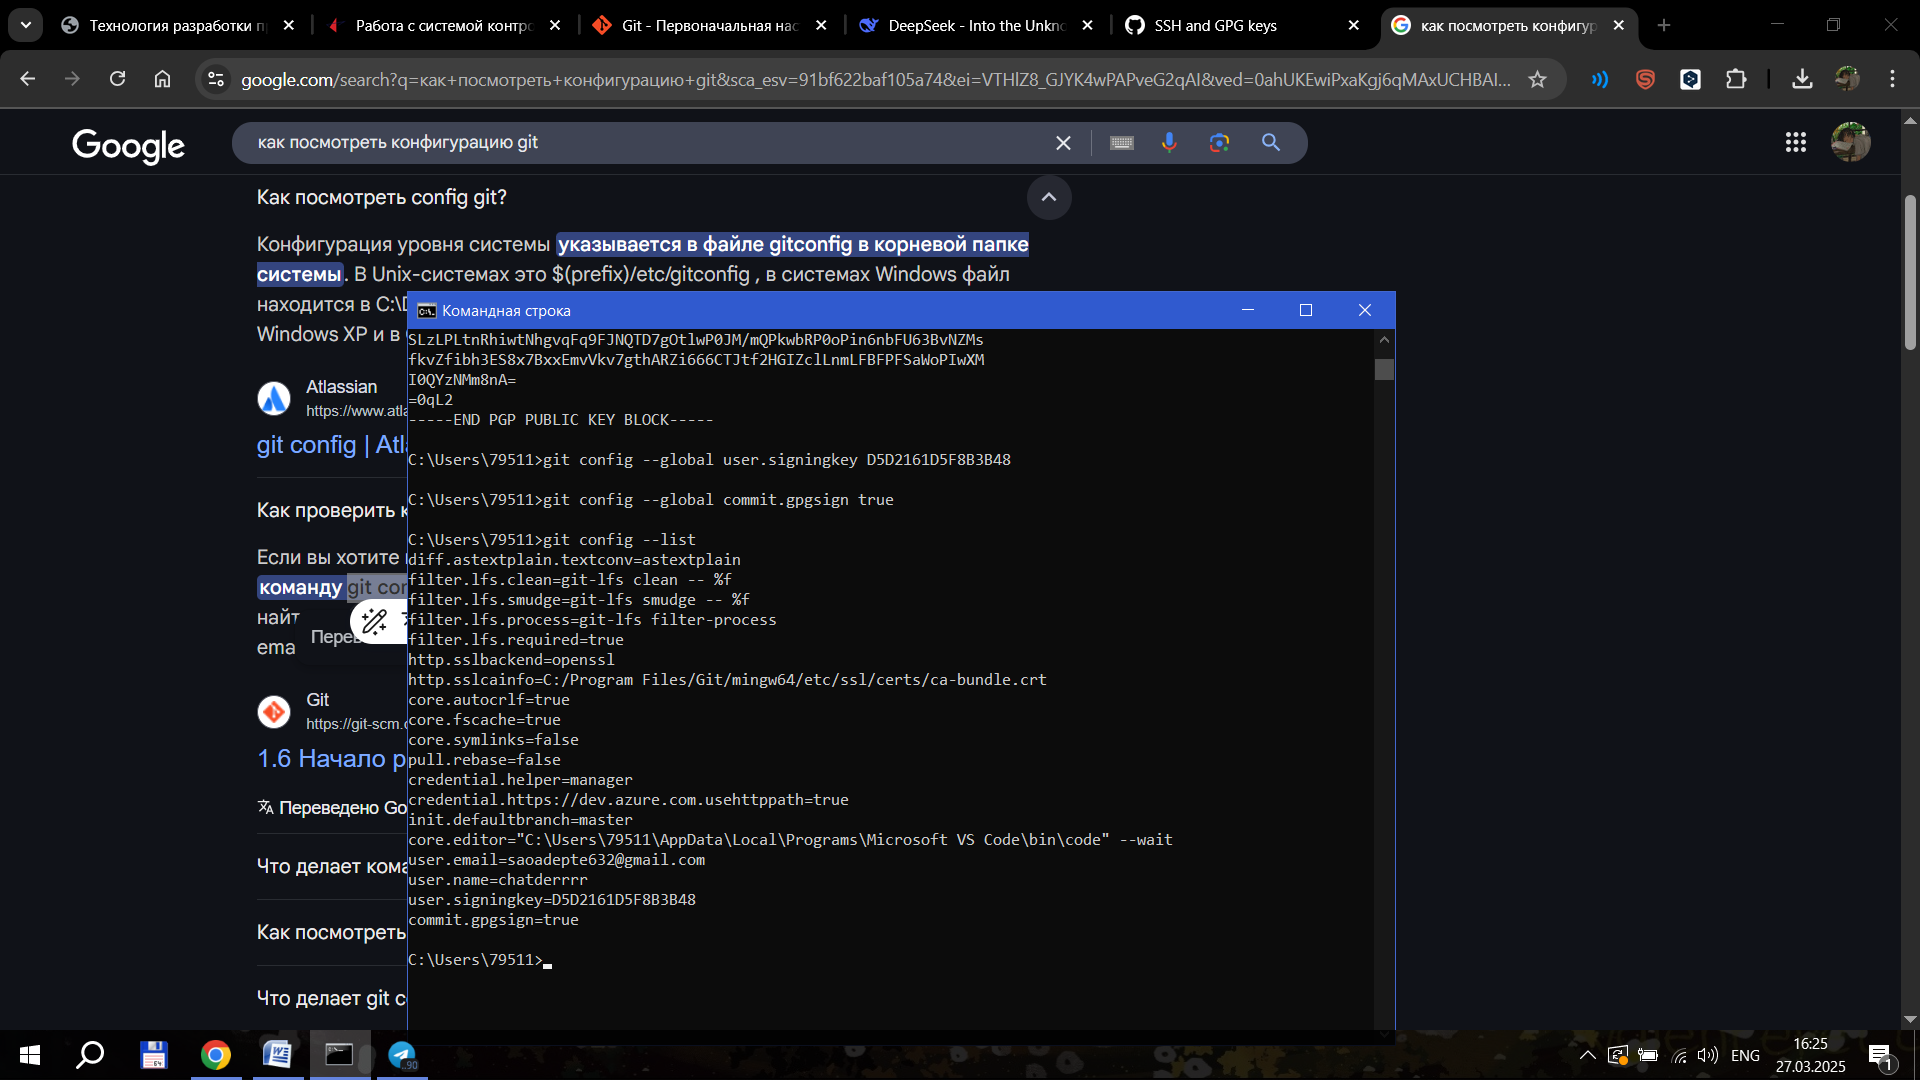 Технология разработки п
Работа с системой контро
Git - Первоначальная нас
DeepSeek - Into the Unkno
SSH and GPG keys
как посмотреть конфигур
google.com/search?q=как+посмотреть+конфигурацию+git&sca_esv=91bf622baf105a74&ei=VTHlZ8_GJYK4wPAPveG2qAI&ved=0ahUKEwiPxaKgj6qMAxUCHBAI...
Google
как посмотреть конфигурацию git
Как посмотреть config git?
Конфигурация уровня системы указывается в файле gitconfig в корневой папке
системы. В Unix-системах это $(prefix)/etc/gitconfig , в системах Windows файл
находится в C:\D
Windows XP и в
Atlassian
https://www.atla
git config | Atl
Как проверить к
Если вы хотите
команду git con
найт
Перев
ema
Git
https://git-scm.c
1.6 Начало р
Переведено Go
Что делает кома
Как посмотреть
Что делает git c
Командная строка
SLzLPLtnRhiwtNhgvqFq9FJNQTD7gOtlwP0JM/mQPkwbRP0oPin6nbFU63BvNZMs
fkvZfibh3ES8x7BxxEmvVkv7gthARZi666CTJtf2HGIZclLnmLFBFPFSaWoPIwXM
I0QYzNMm8nA=
=0qL2
-----END PGP PUBLIC KEY BLOCK-----
C:\Users\79511>git config --global user.signingkey D5D2161D5F8B3B48
C:\Users\79511>git config --global commit.gpgsign true
C:\Users\79511>git config --list
diff.astextplain.textconv=astextplain
filter.lfs.clean=git-lfs clean -- %f
filter.lfs.smudge=git-lfs smudge -- %f
filter.lfs.process=git-lfs filter-process
filter.lfs.required=true
http.sslbackend=openssl
http.sslcainfo=C:/Program Files/Git/mingw64/etc/ssl/certs/ca-bundle.crt
core.autocrlf=true
core.fscache=true
core.symlinks=false
pull.rebase=false
credential.helper=manager
credential.https://dev.azure.com.usehttppath=true
init.defaultbranch=master
core.editor="C:\Users\79511\AppData\Local\Programs\Microsoft VS Code\bin\code" --wait
user.email=saoadepte632@gmail.com
user.name=chatderrrr
user.signingkey=D5D2161D5F8B3B48
commit.gpgsign=true
C:\Users\79511>
ENG
16:25
27.03.2025
1